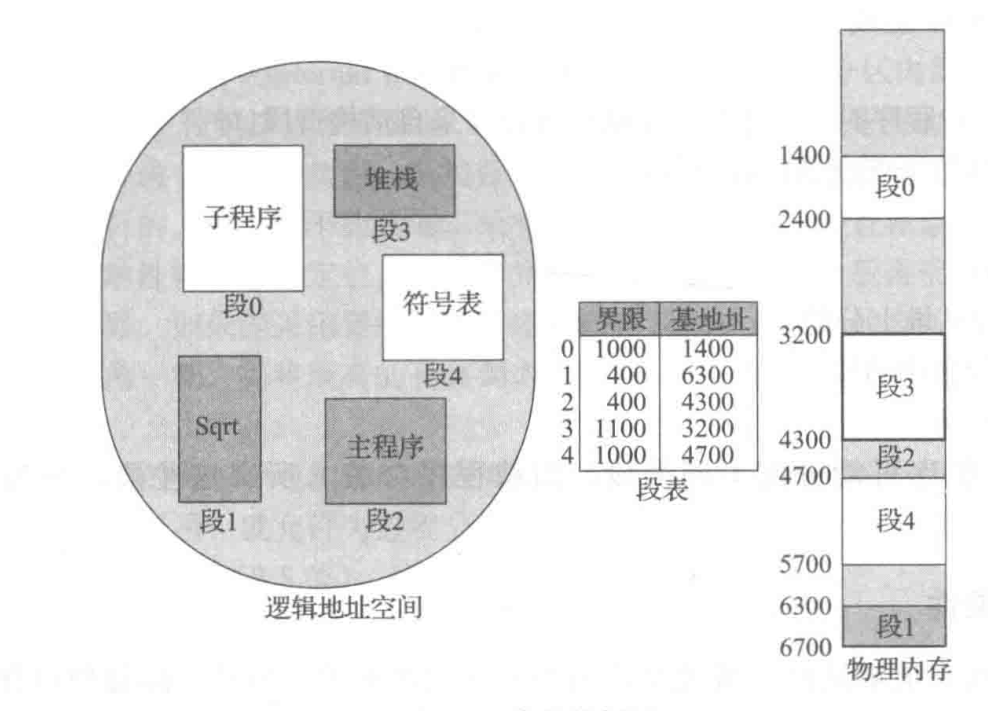 子程序
段0
堆栈
段3
符号表
段4
Sqrt
段1
主程序
段2
逻辑地址空间
界限 基地址
0 1000 1400
1 400 6300
2 400 4300
3 1100 3200
4 1000 4700
段表
1400
段0
2400
3200
段3
4300
段2
4700
段4
5700
6300
段1
6700
物理内存